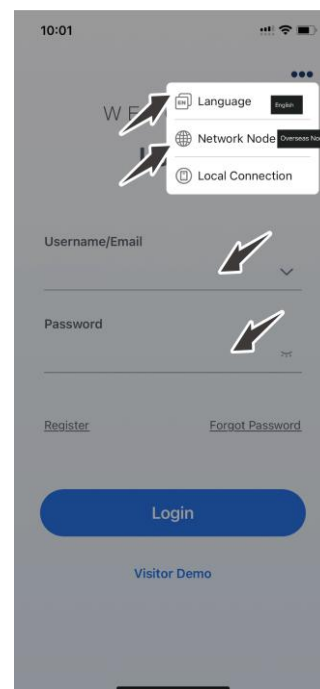 10:01
•••
WE
Language English
Network Node Overseas No
Local Connection
Username/Email
Password
Register Forgot Password
Login
Visitor Demo